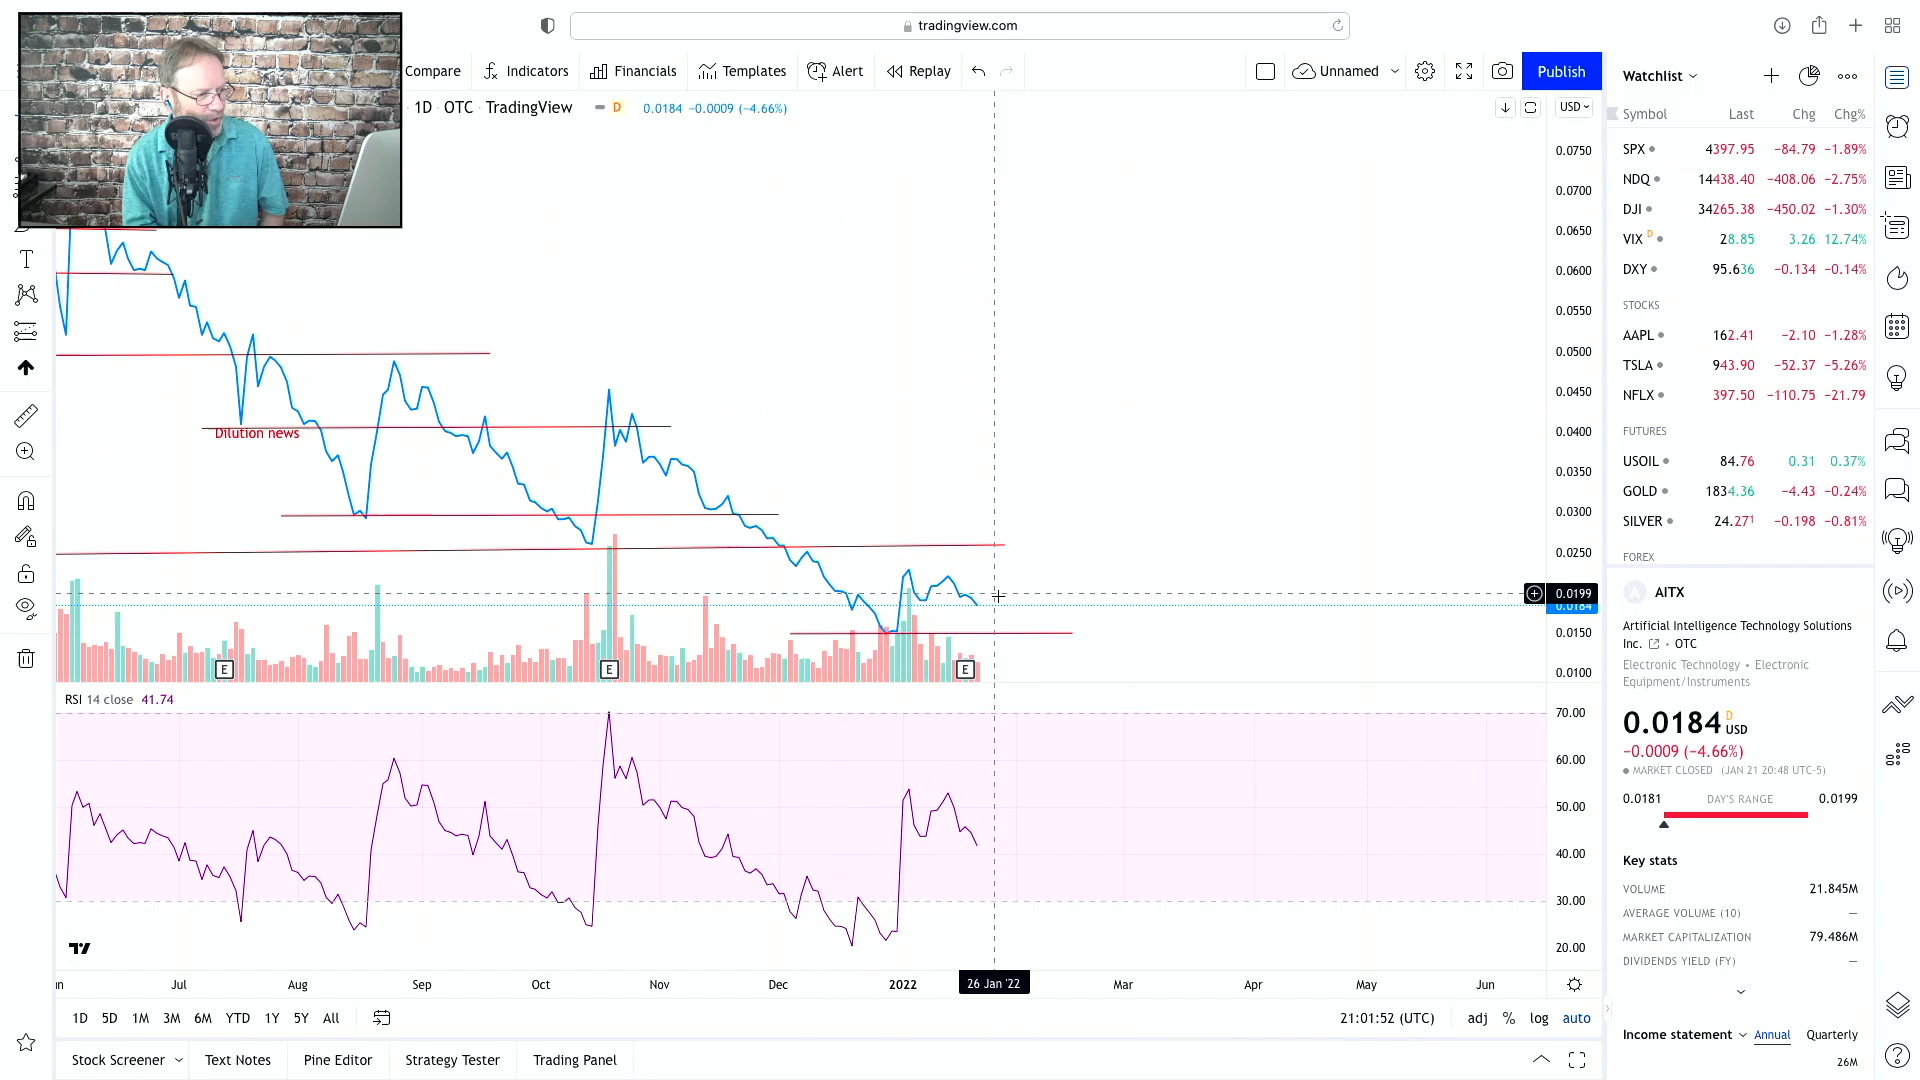 tradingview.com
Compare
Indicators
Financials
Templates
Alert
Replay
Unnamed
Publish
1D OTC TradingView
D
0.0184 −0.0009 (−4.66%)
USD
0.0750
0.0700
0.0650
0.0600
0.0550
0.0500
0.0450
0.0400
0.0350
0.0300
0.0250
0.0199
0.0184
0.0150
0.0100
Dilution news
E
E
E
RSI 14 close 41.74
70.00
60.00
50.00
40.00
30.00
20.00
Jul
Aug
Sep
Oct
Nov
Dec
2022
26 Jan '22
Mar
Apr
May
Jun
1D 5D 1M 3M 6M YTD 1Y 5Y All
21:01:52 (UTC)
adj % log auto
Stock Screener
Text Notes
Pine Editor
Strategy Tester
Trading Panel
Watchlist
Symbol Last Chg Chg%
SPX 4397.95 −84.79 −1.89%
NDQ 14438.40 −408.06 −2.75%
DJI 34265.38 −450.02 −1.30%
VIX D 28.85 3.26 12.74%
DXY 95.636 −0.134 −0.14%
STOCKS
AAPL 162.41 −2.10 −1.28%
TSLA 943.90 −52.37 −5.26%
NFLX 397.50 −110.75 −21.79
FUTURES
USOIL 84.76 0.31 0.37%
GOLD 1834.36 −4.43 −0.24%
SILVER 24.271 −0.198 −0.81%
FOREX
A AITX
Artificial Intelligence Technology Solutions
Inc. • OTC
Electronic Technology • Electronic
Equipment/Instruments
0.0184 D USD
−0.0009 (−4.66%)
MARKET CLOSED (JAN 21 20:48 UTC-5)
0.0181 DAY'S RANGE 0.0199
Key stats
VOLUME 21.845M
AVERAGE VOLUME (10) —
MARKET CAPITALIZATION 79.486M
DIVIDENDS YIELD (FY) —
Income statement Annual Quarterly
26M